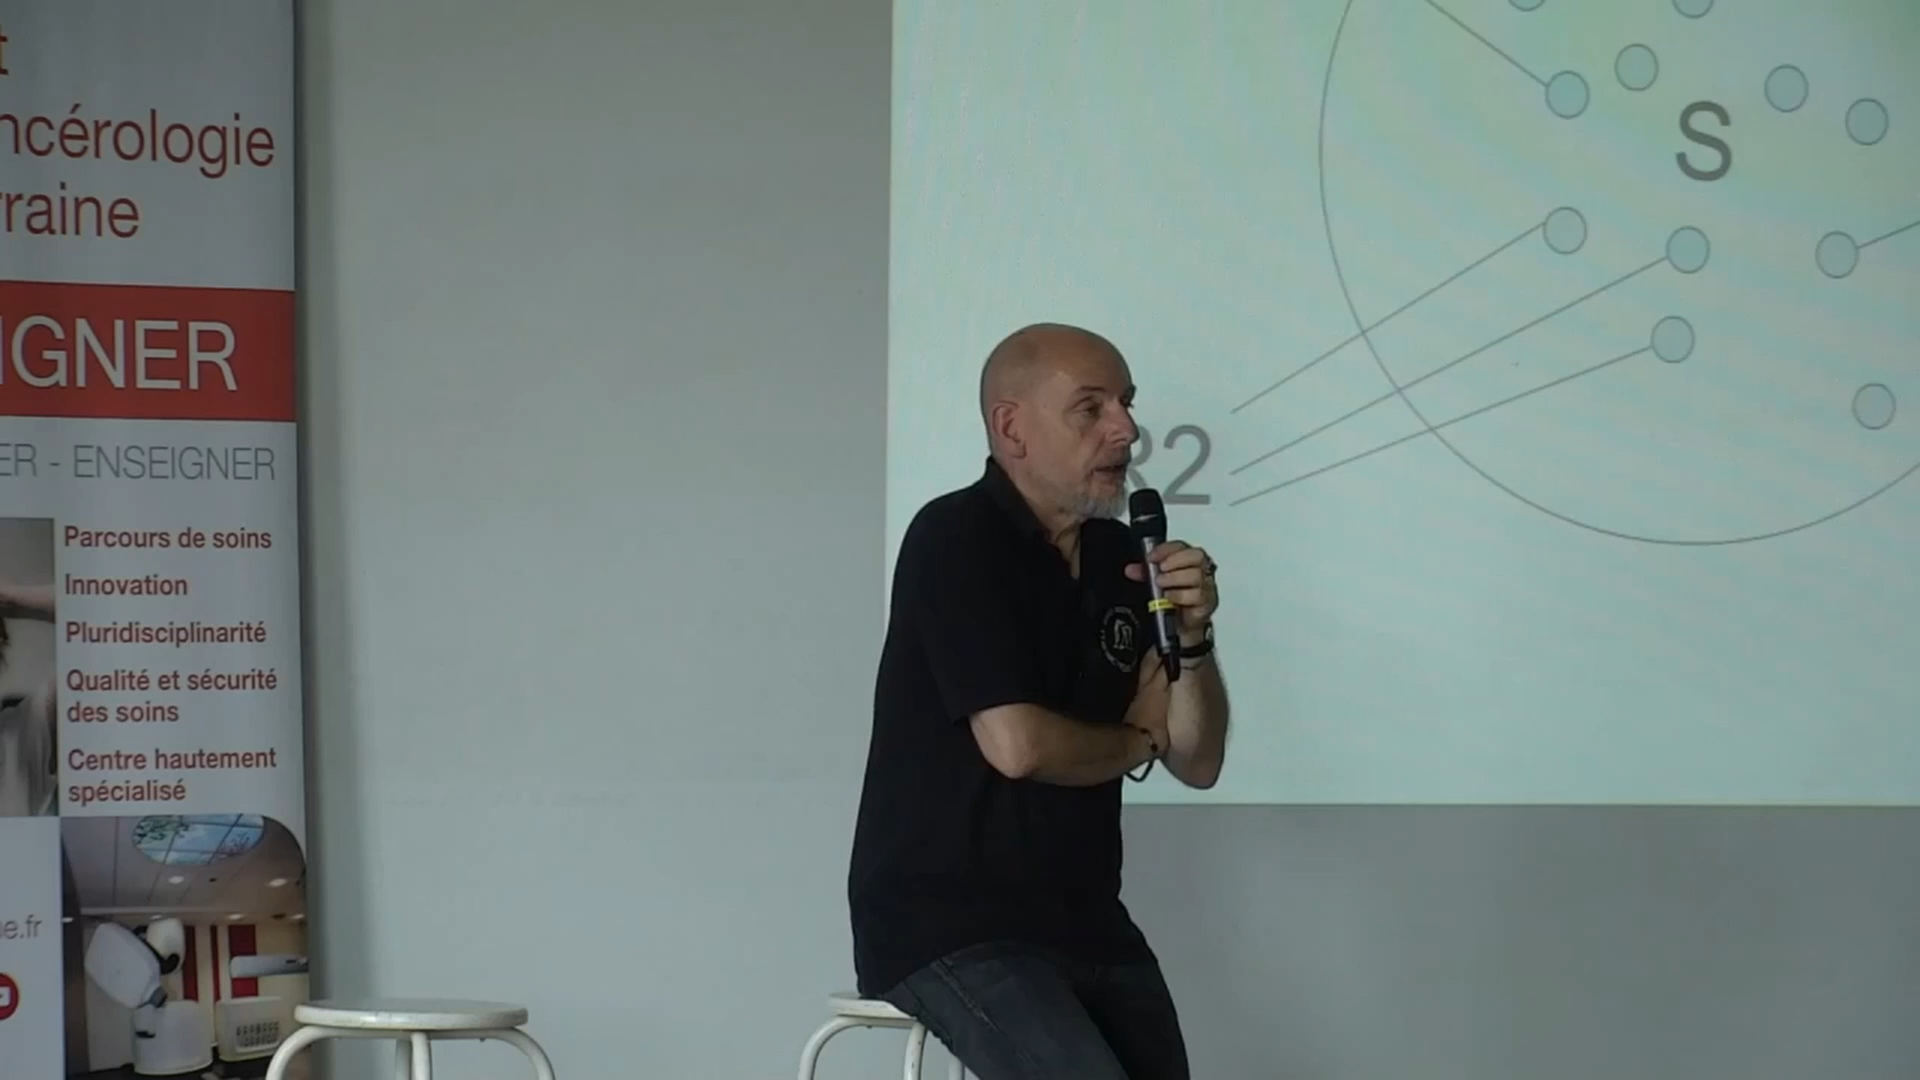 t
ncérologie
rraine
IGNER
ER - ENSEIGNER
Parcours de soins
Innovation
Pluridisciplinarité
Qualité et sécurité
des soins
Centre hautement
spécialisé
e.fr
S
R2